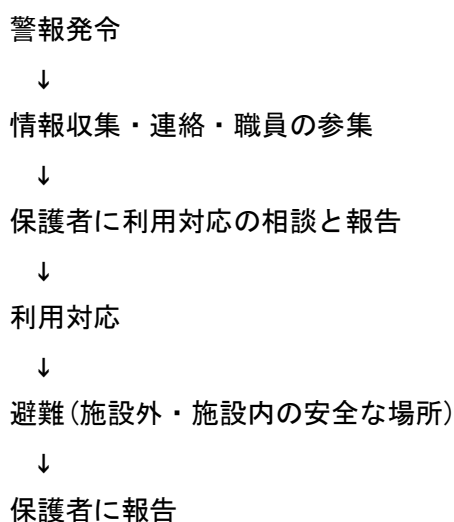 警報発令
↓
情報収集・連絡・職員の参集
↓
保護者に利用対応の相談と報告
↓
利用対応
↓
避難(施設外・施設内の安全な場所)
↓
保護者に報告